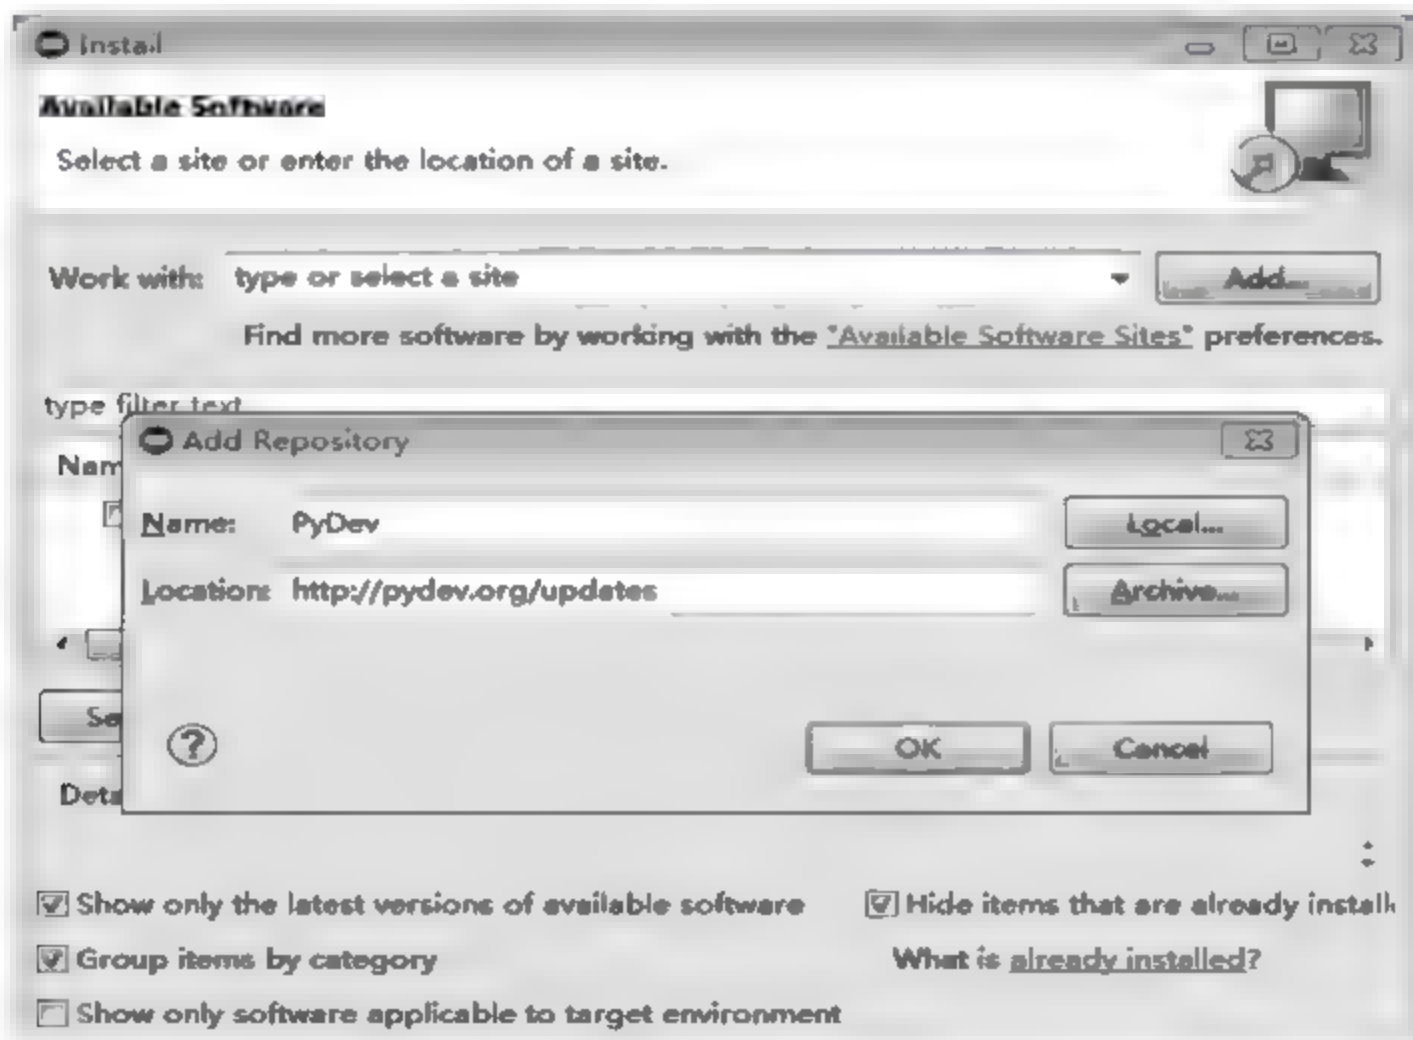 Install
Available Software
Select a site or enter the location of a site.
Work with: type or select a site Add...
Find more software by working with the "Available Software Sites" preferences.
type filter text
Add Repository
Nam
Name: PyDev Local...
Location: http://pydev.org/updates Archive...
Se
? OK Cancel
Deta
Show only the latest versions of available software Hide items that are already install
Group items by category What is already installed?
Show only software applicable to target environment